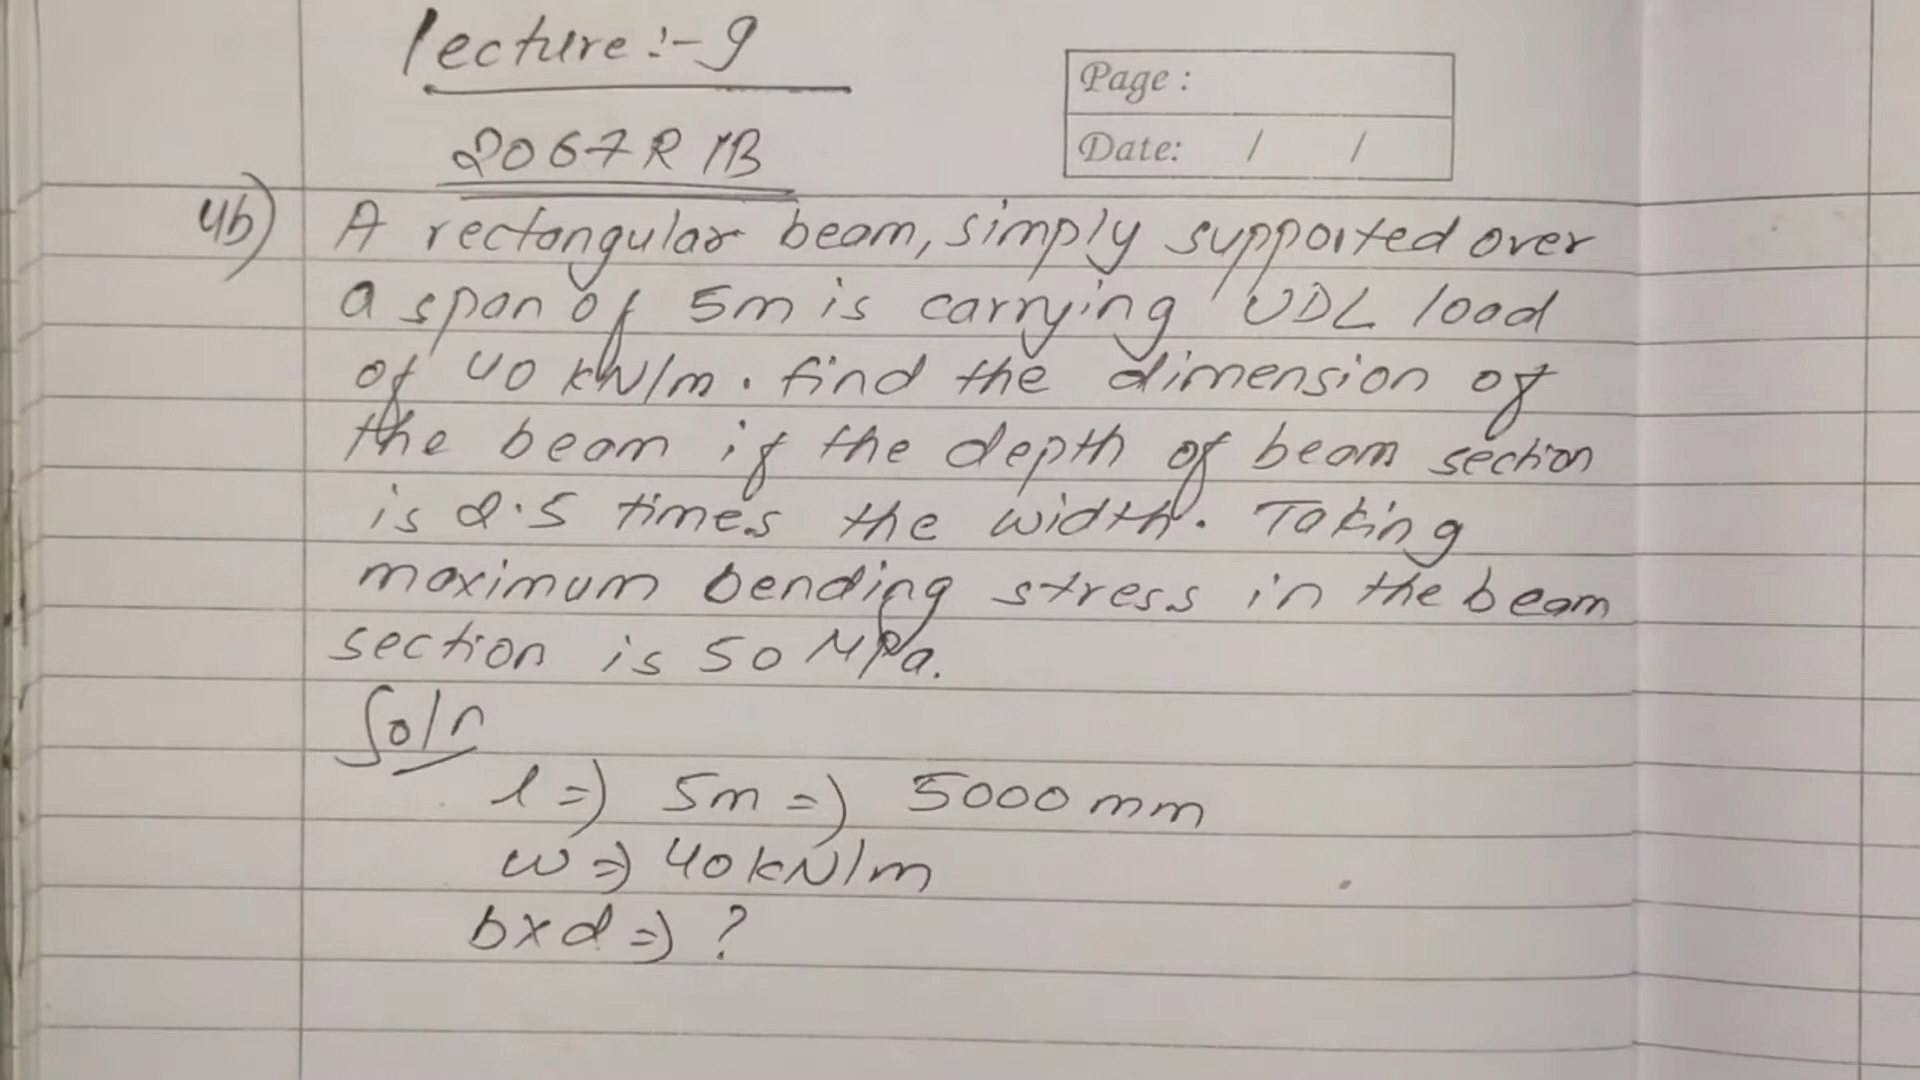 lecture :- 9
Page :
Date: / /
2067 R/B
4b) A rectangular beam, simply supported over
a span of 5m is carrying UDL load
of 40 kN/m. find the dimension of
the beam if the depth of beam section
is 2.5 times the width. Taking
maximum bending stress in the beam
section is 50 MPa.
Soln
l => 5m => 5000 mm
w => 40 kN/m
b×d => ?